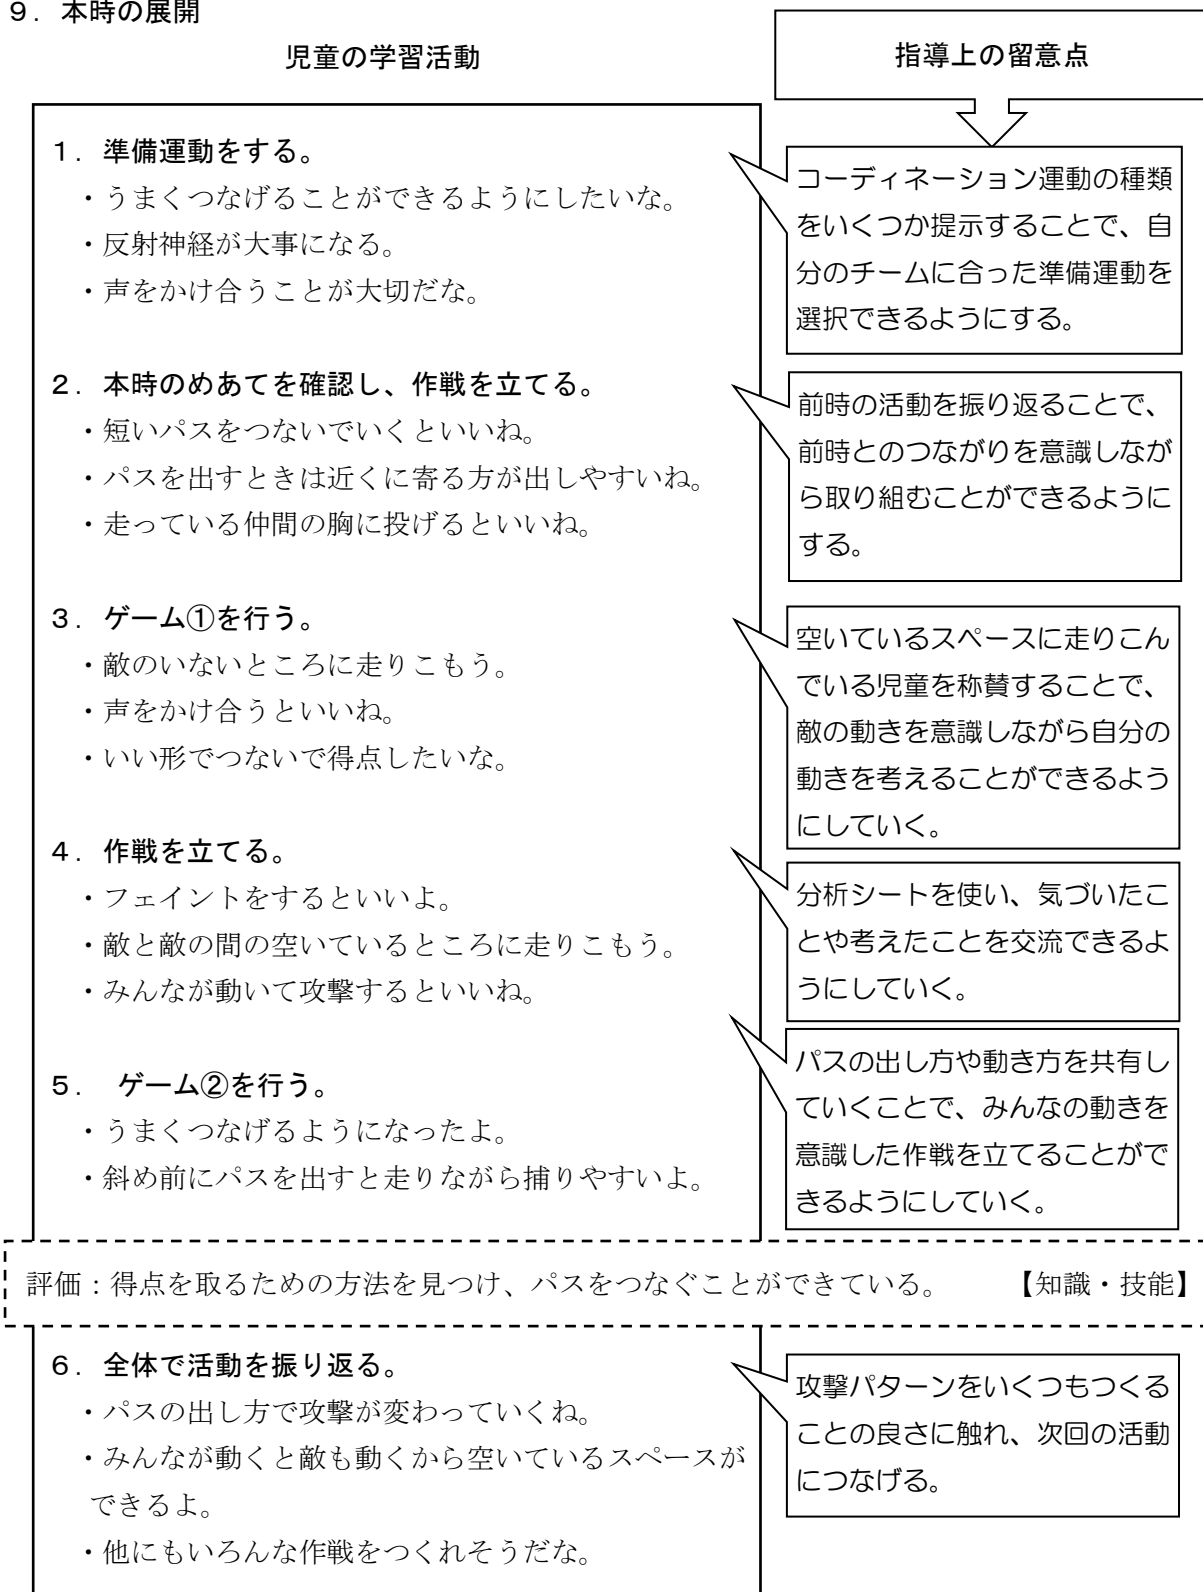 ９．本時の展開
児童の学習活動
指導上の留意点
１．準備運動をする。
・うまくつなげることができるようにしたいな。
・反射神経が大事になる。
・声をかけ合うことが大切だな。
コーディネーション運動の種類
をいくつか提示することで、自
分のチームに合った準備運動を
選択できるようにする。
２．本時のめあてを確認し、作戦を立てる。
・短いパスをつないでいくといいね。
・パスを出すときは近くに寄る方が出しやすいね。
・走っている仲間の胸に投げるといいね。
前時の活動を振り返ることで、
前時とのつながりを意識しなが
ら取り組むことができるように
する。
３．ゲーム①を行う。
・敵のいないところに走りこもう。
・声をかけ合うといいね。
・いい形でつないで得点したいな。
空いているスペースに走りこん
でいる児童を称賛することで、
敵の動きを意識しながら自分の
動きを考えることができるよう
にしていく。
４．作戦を立てる。
・フェイントをするといいよ。
・敵と敵の間の空いているところに走りこもう。
・みんなが動いて攻撃するといいね。
分析シートを使い、気づいたこ
とや考えたことを交流できるよ
うにしていく。
５．　ゲーム②を行う。
・うまくつなげるようになったよ。
・斜め前にパスを出すと走りながら捕りやすいよ。
パスの出し方や動き方を共有し
ていくことで、みんなの動きを
意識した作戦を立てることがで
きるようにしていく。
評価：得点を取るための方法を見つけ、パスをつなぐことができている。　　【知識・技能】
６．全体で活動を振り返る。
・パスの出し方で攻撃が変わっていくね。
・みんなが動くと敵も動くから空いているスペースが
できるよ。
・他にもいろんな作戦をつくれそうだな。
攻撃パターンをいくつもつくる
ことの良さに触れ、次回の活動
につなげる。